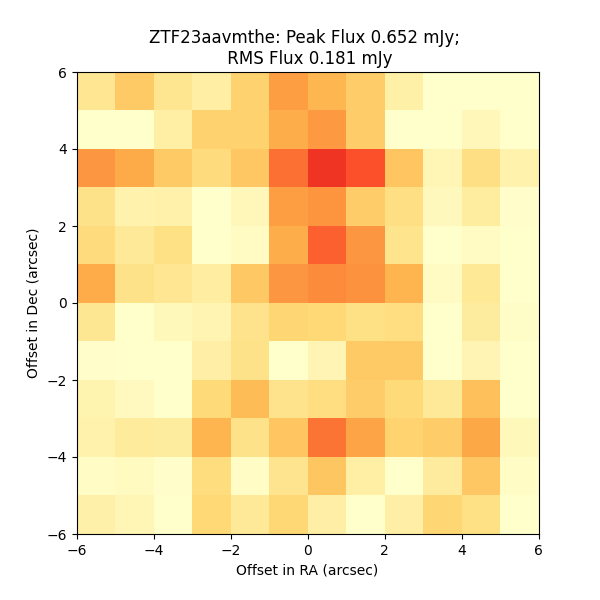 ZTF23aavmthe: Peak Flux 0.652 mJy;
RMS Flux 0.181 mJy
6
4
2
0
−2
−4
−6
Offset in Dec (arcsec)
−6 −4 −2 0 2 4 6
Offset in RA (arcsec)